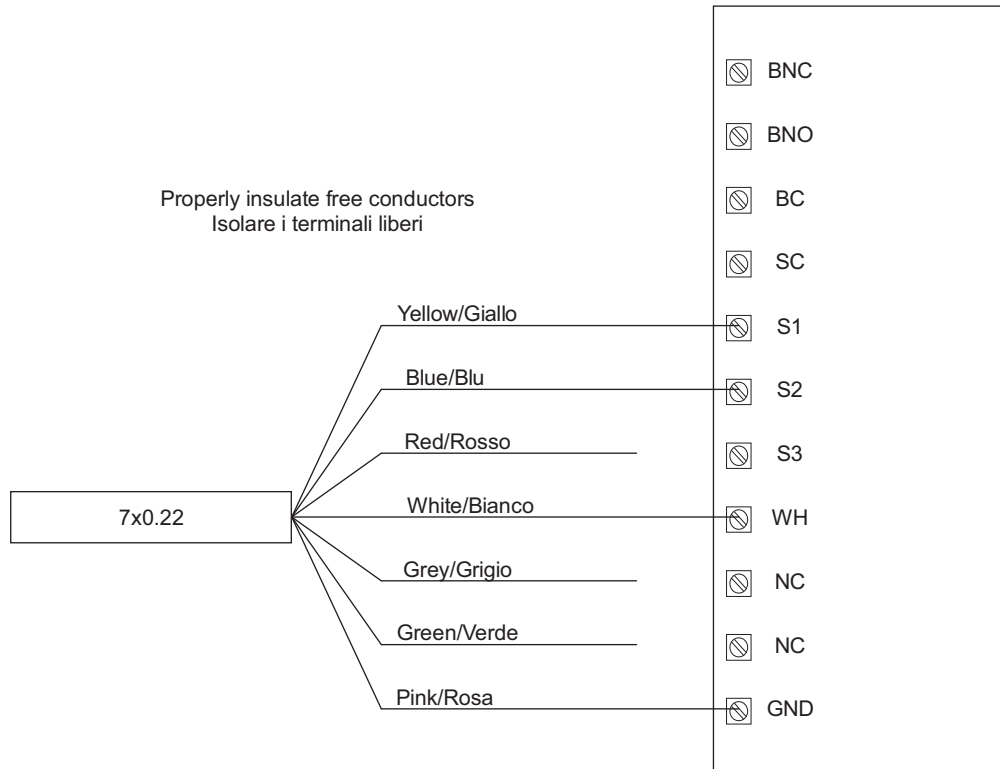 BNC
BNO
Properly insulate free conductors
Isolare i terminali liberi
BC
SC
Yellow/Giallo
S1
Blue/Blu
S2
Red/Rosso
S3
7x0.22
White/Bianco
WH
Grey/Grigio
NC
Green/Verde
NC
Pink/Rosa
GND